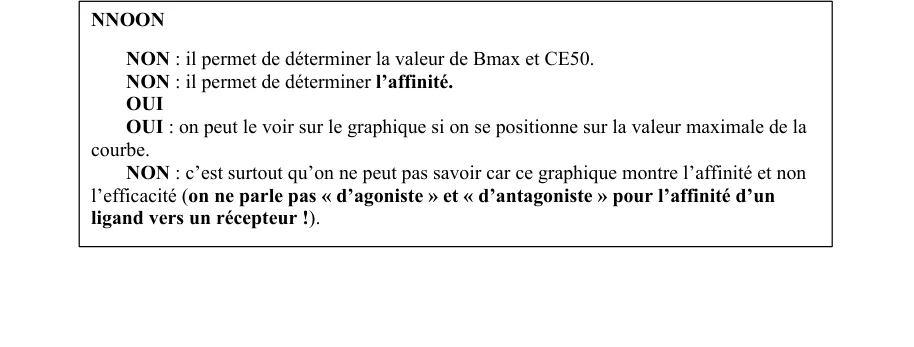 NNOON
NON : il permet de déterminer la valeur de Bmax et CE50.
NON : il permet de déterminer l’affinité.
OUI
OUI : on peut le voir sur le graphique si on se positionne sur la valeur maximale de la
courbe.
NON : c’est surtout qu’on ne peut pas savoir car ce graphique montre l’affinité et non
l’efficacité (on ne parle pas « d’agoniste » et « d’antagoniste » pour l’affinité d’un
ligand vers un récepteur !).